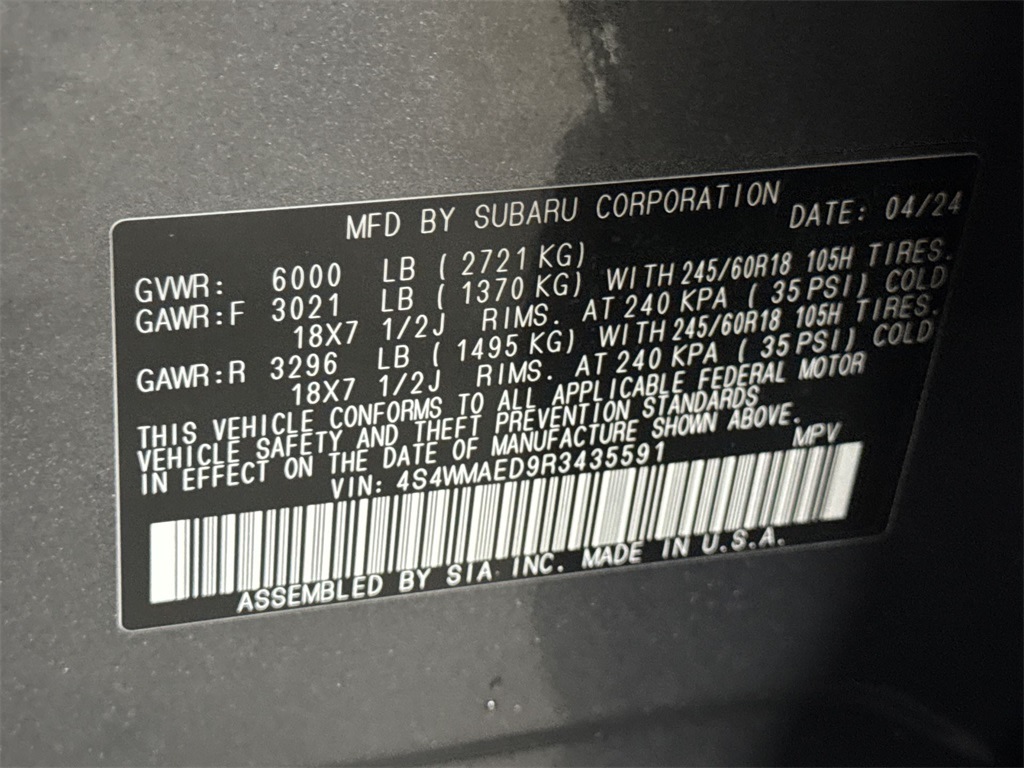 MFD BY SUBARU CORPORATION DATE: 04/24
GVWR: 6000 LB ( 2721 KG)
GAWR:F 3021 LB ( 1370 KG) WITH 245/60R18 105H TIRES.
18X7 1/2J RIMS. AT 240 KPA ( 35 PSI) COLD
GAWR:R 3296 LB ( 1495 KG) WITH 245/60R18 105H TIRES.
18X7 1/2J RIMS. AT 240 KPA ( 35 PSI) COLD
THIS VEHICLE CONFORMS TO ALL APPLICABLE FEDERAL MOTOR
VEHICLE SAFETY AND THEFT PREVENTION STANDARDS
IN EFFECT ON THE DATE OF MANUFACTURE SHOWN ABOVE.
VIN: 4S4WMAED9R3435591 MPV
ASSEMBLED BY SIA INC. MADE IN U.S.A.